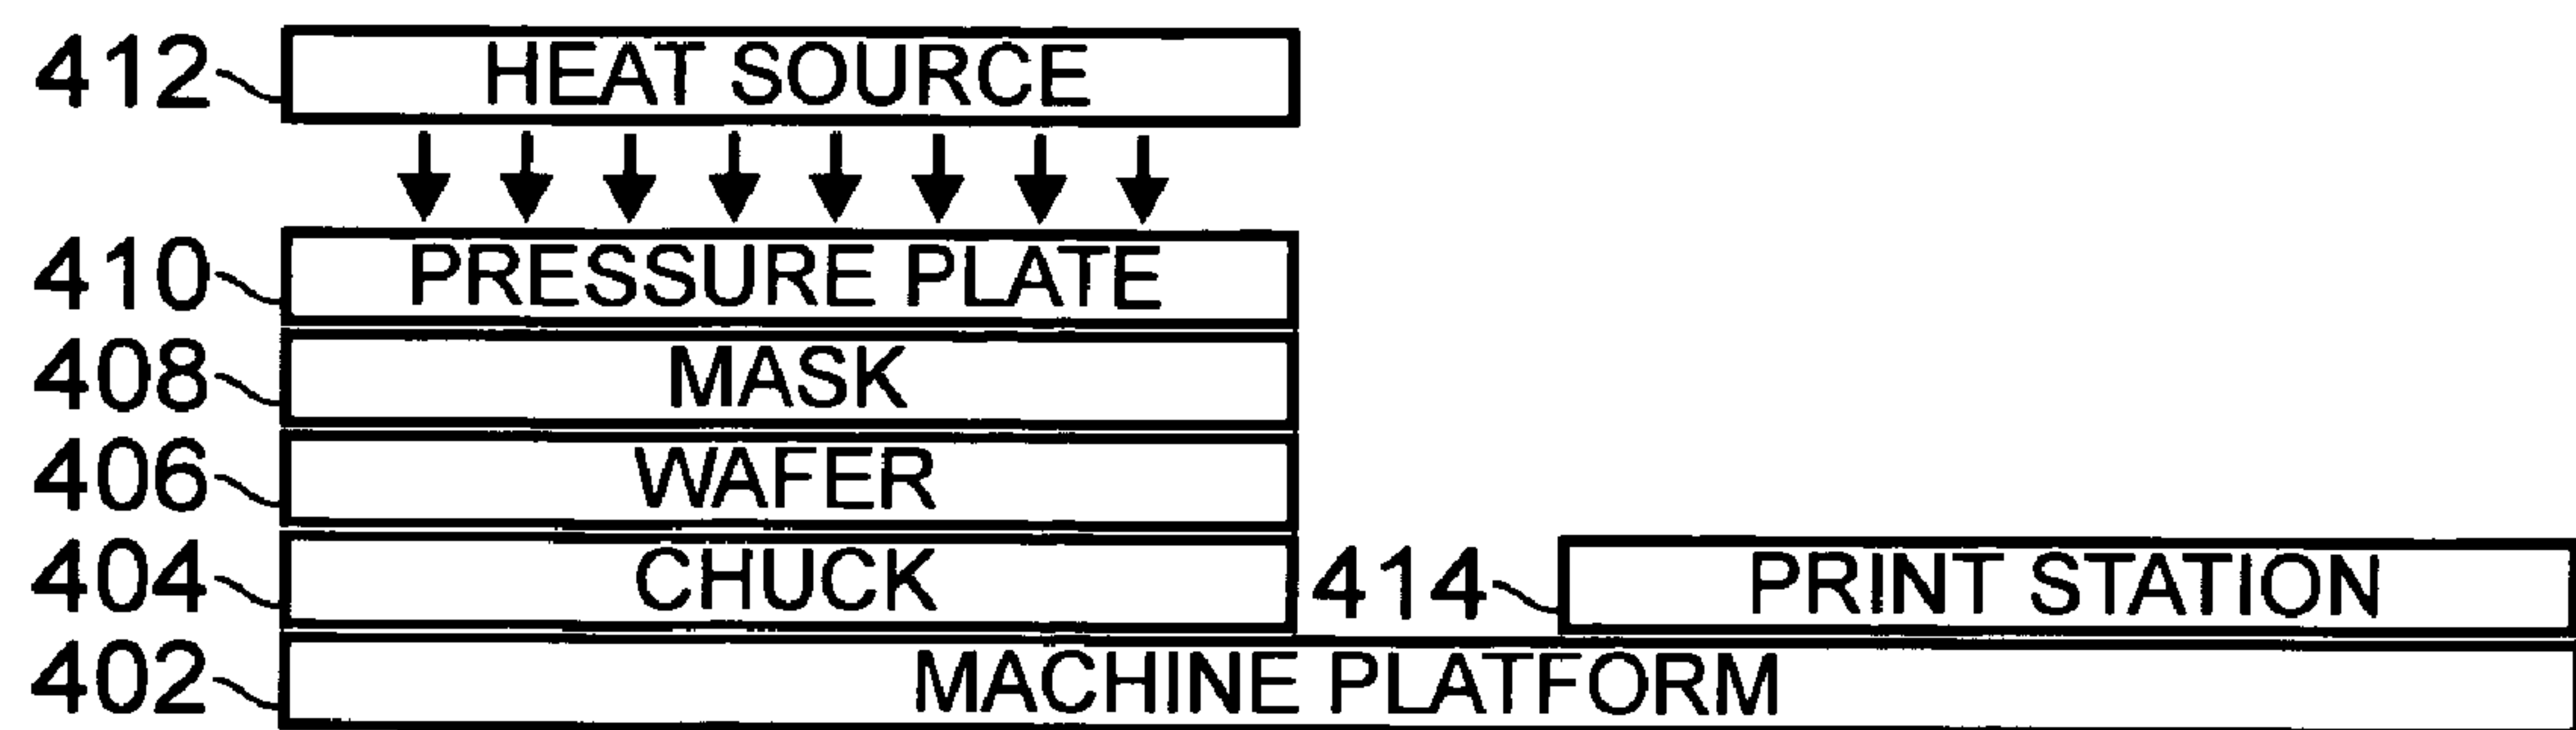 412 HEAT SOURCE
410 PRESSURE PLATE
408 MASK
406 WAFER
404 CHUCK 414 PRINT STATION
402 MACHINE PLATFORM